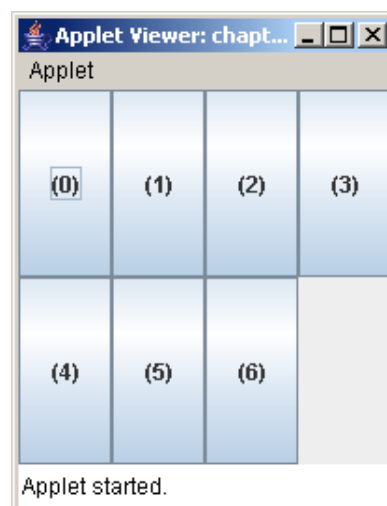 Applet Viewer: chapt...
Applet
(0) (1) (2) (3)
(4) (5) (6)
Applet started.